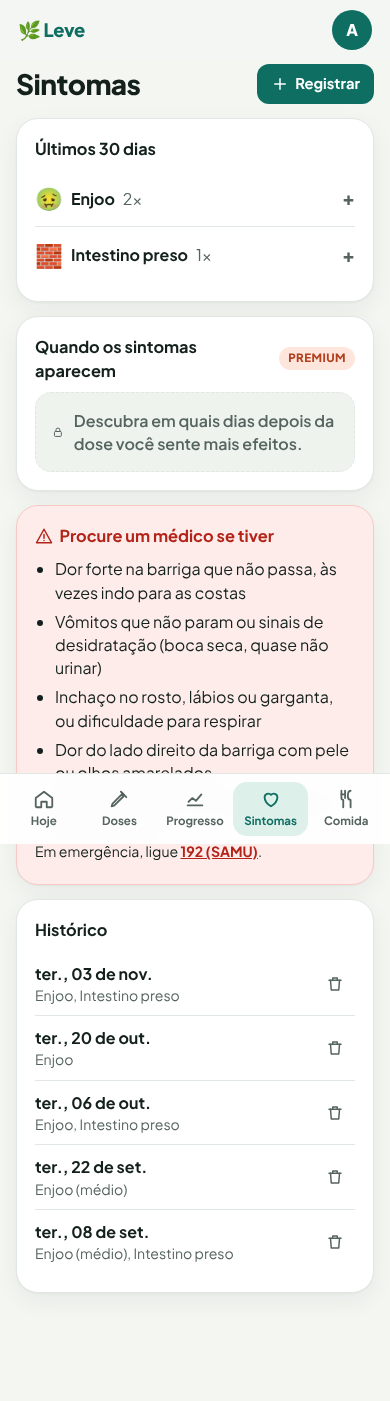 Leve
A
Sintomas
+ Registrar
Últimos 30 dias
Enjoo 2×
+
Intestino preso 1×
+
Quando os sintomas
aparecem
PREMIUM
Descubra em quais dias depois da
dose você sente mais efeitos.
Procure um médico se tiver
• Dor forte na barriga que não passa, às
vezes indo para as costas
• Vômitos que não param ou sinais de
desidratação (boca seca, quase não
urinar)
• Inchaço no rosto, lábios ou garganta,
ou dificuldade para respirar
• Dor do lado direito da barriga com pele
ou olhos amarelados
Hoje
Doses
Progresso
Sintomas
Comida
Em emergência, ligue 192 (SAMU).
Histórico
ter., 03 de nov.
Enjoo, Intestino preso
ter., 20 de out.
Enjoo
ter., 06 de out.
Enjoo, Intestino preso
ter., 22 de set.
Enjoo (médio)
ter., 08 de set.
Enjoo (médio), Intestino preso